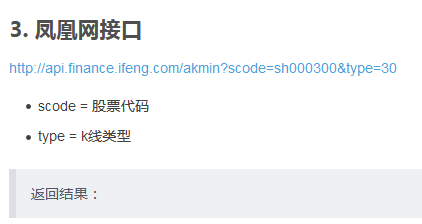 3. 凤凰网接口
http://api.finance.ifeng.com/akmin?scode=sh000300&type=30
scode = 股票代码
type = k线类型
返回结果：